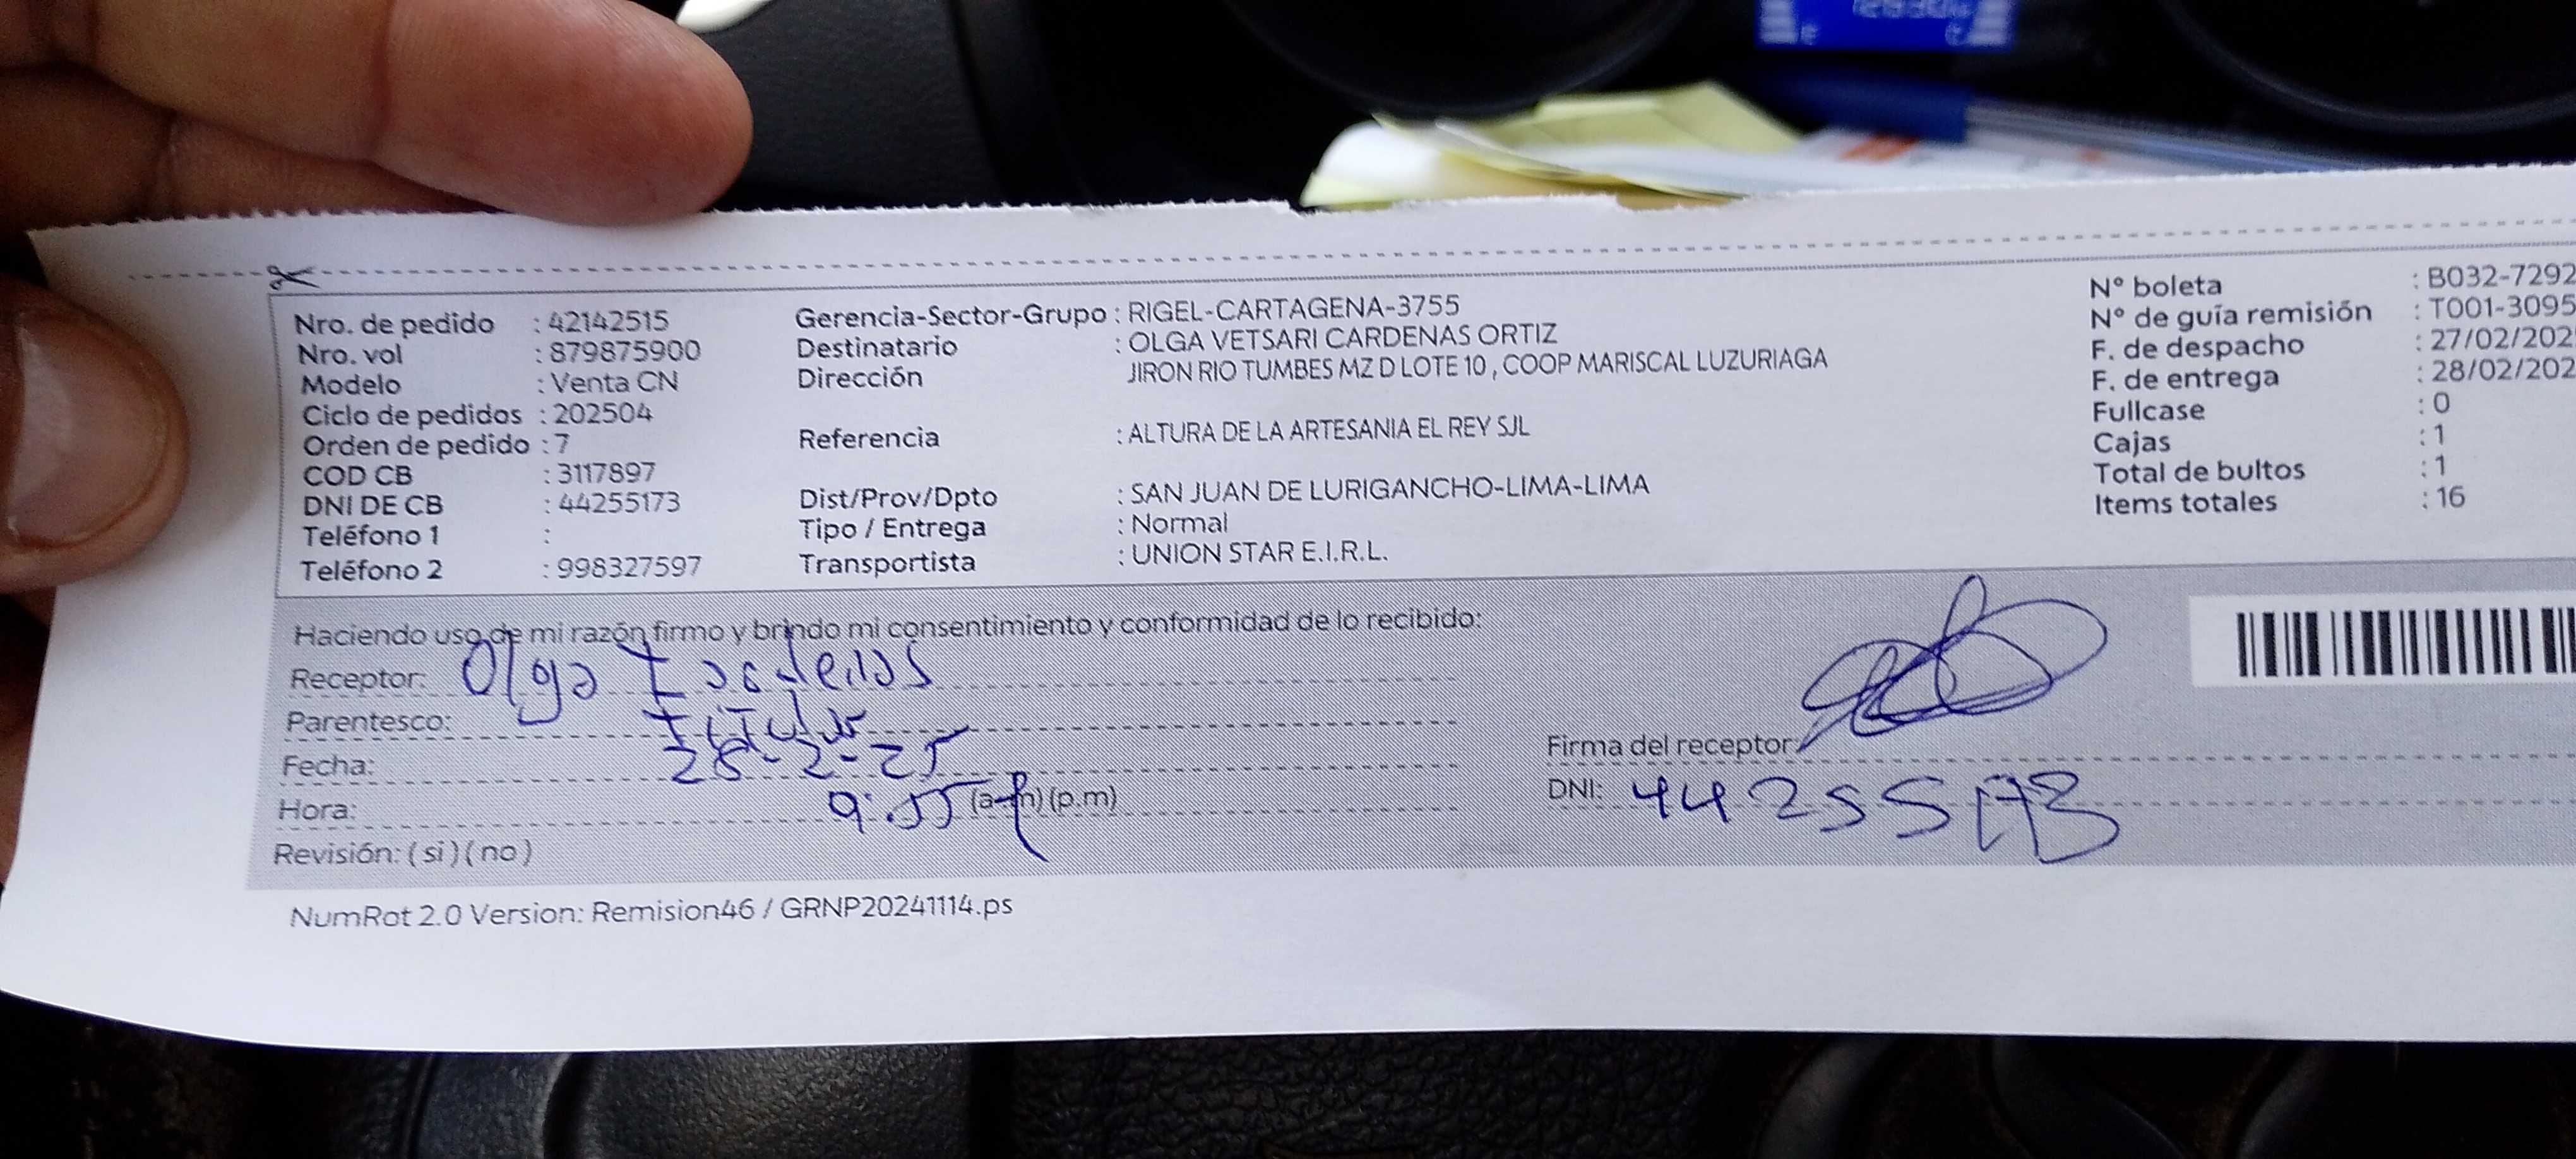 Nro. de pedido : 42142515
Nro. vol : 879875900
Modelo : Venta CN
Ciclo de pedidos : 202504
Orden de pedido : 7
COD CB : 3117897
DNI DE CB : 44255173
Teléfono 1 :
Teléfono 2 : 998327597
Gerencia-Sector-Grupo : RIGEL-CARTAGENA-3755
Destinatario : OLGA VETSARI CARDENAS ORTIZ
Dirección JIRON RIO TUMBES MZ D LOTE 10 , COOP MARISCAL LUZURIAGA
Referencia : ALTURA DE LA ARTESANIA EL REY SJL
Dist/Prov/Dpto : SAN JUAN DE LURIGANCHO-LIMA-LIMA
Tipo / Entrega : Normal
Transportista : UNION STAR E.I.R.L.
N° boleta : B032-7292
N° de guía remisión : T001-3095
F. de despacho : 27/02/202
F. de entrega : 28/02/202
Fullcase : 0
Cajas : 1
Total de bultos : 1
Items totales : 16
Haciendo uso de mi razón firmo y brindo mi consentimiento y conformidad de lo recibido:
Receptor: Olga
Parentesco: Titular
Fecha: 28-2-25
Hora: 9:55 (a.m) (p.m)
Revisión: ( si ) ( no )
Firma del receptor:
DNI: 44255173
NumRot 2.0 Version: Remision46 / GRNP20241114.ps